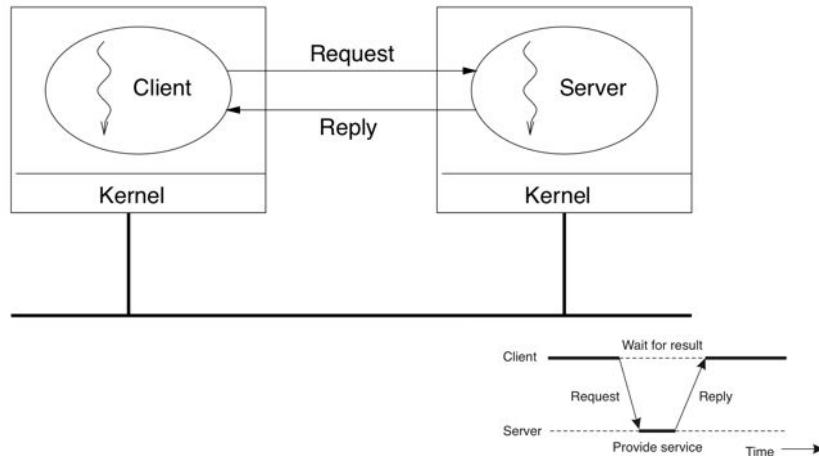 Request
Client
Server
Reply
Kernel
Kernel
Wait for result
Client
Request
Reply
Server
Provide service
Time